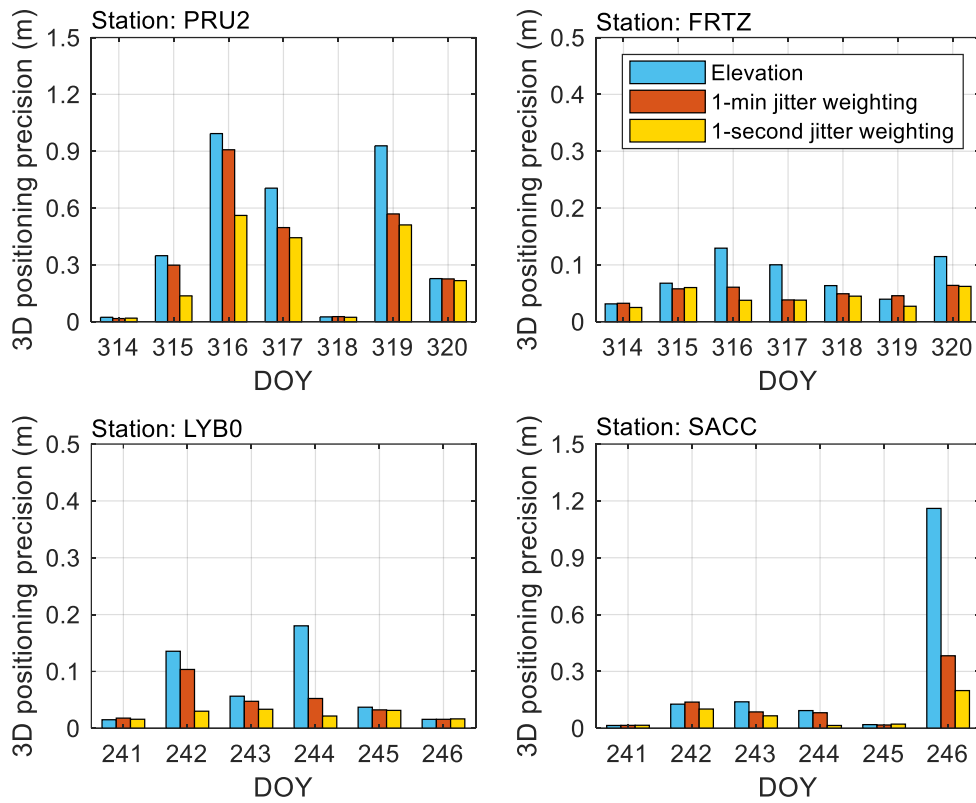 Station: PRU2
3D positioning precision (m)
1.5
1.2
0.9
0.6
0.3
0
314 315 316 317 318 319 320
DOY
Station: FRTZ
3D positioning precision (m)
0.5
0.4
0.3
0.2
0.1
0
Elevation
1-min jitter weighting
1-second jitter weighting
314 315 316 317 318 319 320
DOY
Station: LYB0
3D positioning precision (m)
0.5
0.4
0.3
0.2
0.1
0
241 242 243 244 245 246
DOY
Station: SACC
3D positioning precision (m)
1.5
1.2
0.9
0.6
0.3
0
241 242 243 244 245 246
DOY